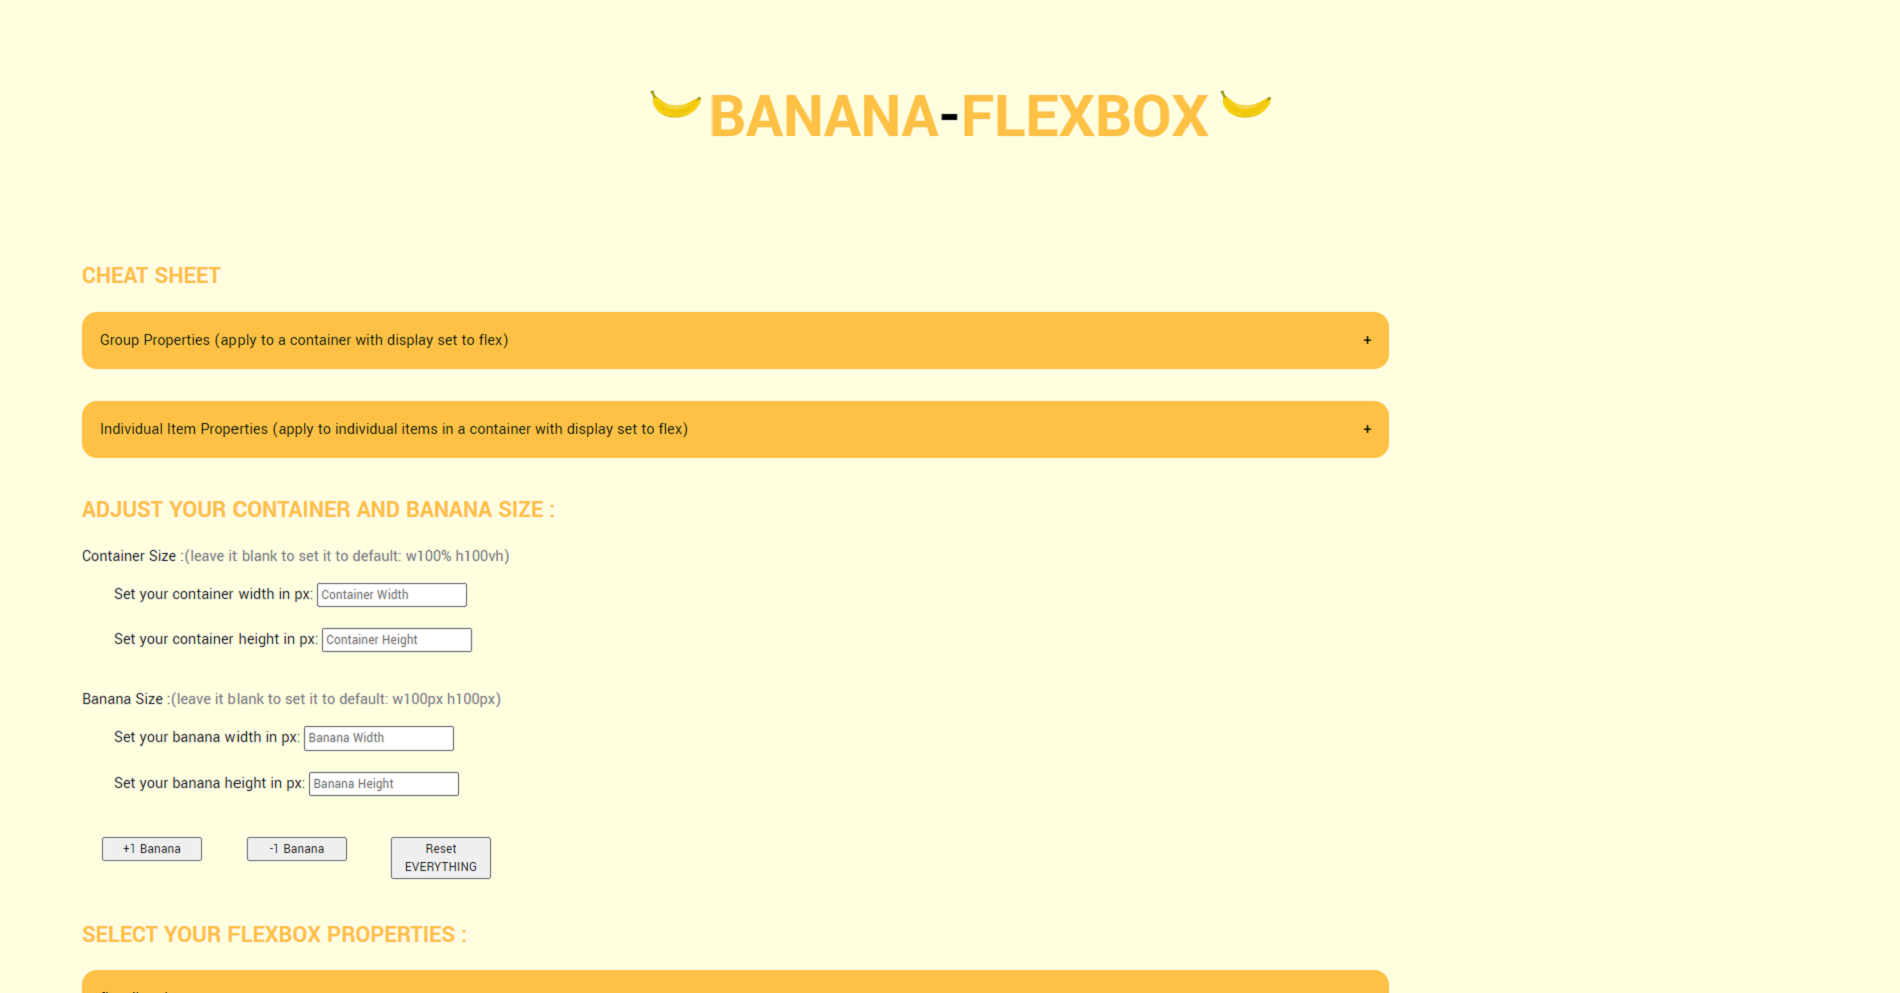 BANANA-FLEXBOX
CHEAT SHEET
Group Properties (apply to a container with display set to flex) +
Individual Item Properties (apply to individual items in a container with display set to flex) +
ADJUST YOUR CONTAINER AND BANANA SIZE :
Container Size :(leave it blank to set it to default: w100% h100vh)
Set your container width in px: Container Width
Set your container height in px: Container Height
Banana Size :(leave it blank to set it to default: w100px h100px)
Set your banana width in px: Banana Width
Set your banana height in px: Banana Height
+1 Banana -1 Banana Reset
EVERYTHING
SELECT YOUR FLEXBOX PROPERTIES :